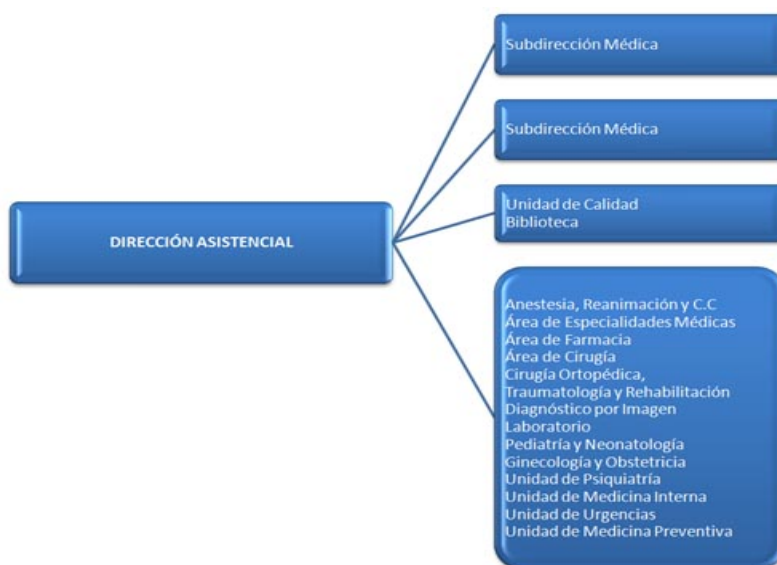 Subdirección Médica
Subdirección Médica
Unidad de Calidad
Biblioteca
DIRECCIÓN ASISTENCIAL
Anestesia, Reanimación y C.C
Área de Especialidades Médicas
Área de Farmacia
Área de Cirugía
Cirugía Ortopédica,
Traumatología y Rehabilitación
Diagnóstico por Imagen
Laboratorio
Pediatría y Neonatología
Ginecología y Obstetricia
Unidad de Psiquiatría
Unidad de Medicina Interna
Unidad de Urgencias
Unidad de Medicina Preventiva